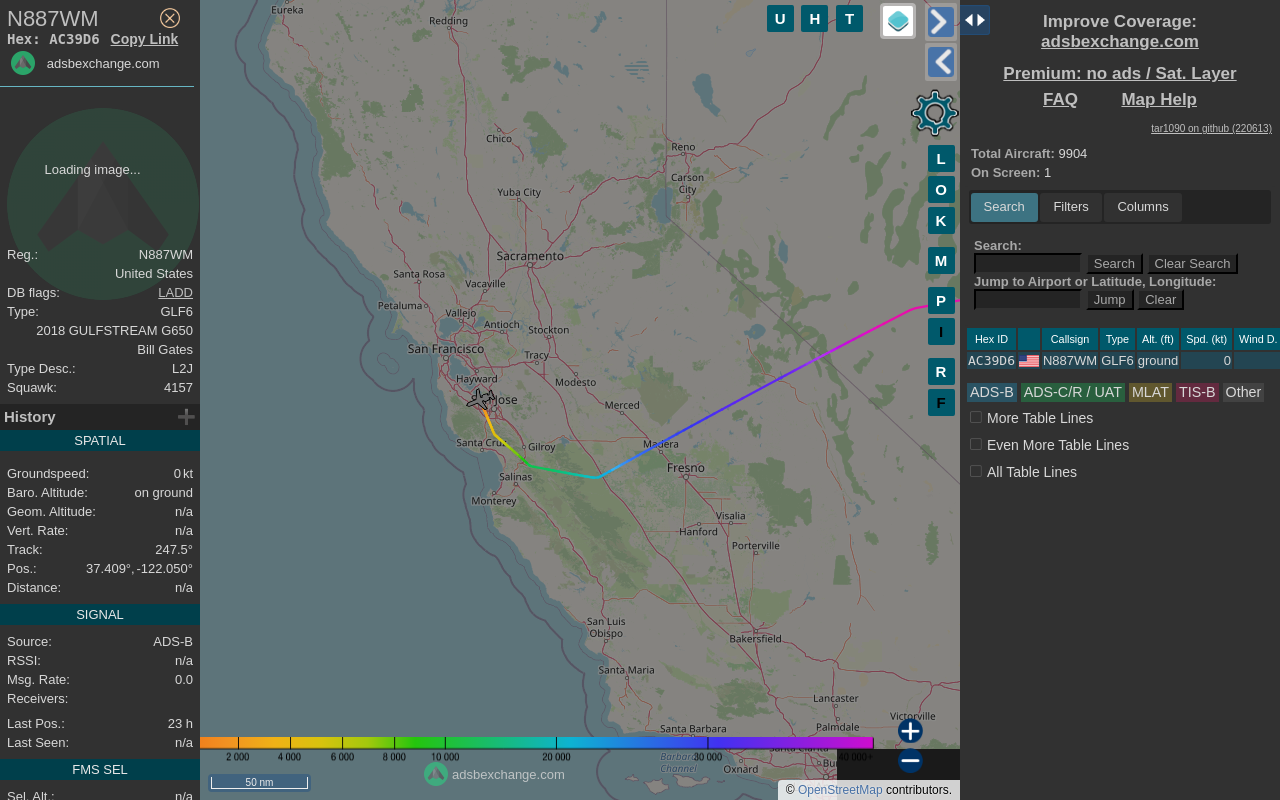 N887WM
Hex: AC39D6 Copy Link
adsbexchange.com
Loading image...
Reg.: N887WM
United States
DB flags: LADD
Type: GLF6
2018 GULFSTREAM G650
Bill Gates
Type Desc.: L2J
Squawk: 4157
History
SPATIAL
Groundspeed: 0 kt
Baro. Altitude: on ground
Geom. Altitude: n/a
Vert. Rate: n/a
Track: 247.5°
Pos.: 37.409°, -122.050°
Distance: n/a
SIGNAL
Source: ADS-B
RSSI: n/a
Msg. Rate: 0.0
Receivers:
Last Pos.: 23 h
Last Seen: n/a
FMS SEL
Sel. Alt.: n/a
Eureka
Redding
Chico
Reno
Carson
City
Yuba City
Sacramento
Santa Rosa
Vacaville
Petaluma
Vallejo
Antioch
Stockton
San Francisco
Tracy
Hayward
Modesto
Jose
Merced
Santa Cruz
Gilroy
Madera
Salinas
Fresno
Monterey
Visalia
Hanford
Porterville
San Luis
Obispo
Bakersfield
Santa Maria
Lancaster
Victorville
Palmdale
Santa Barbara
Santa Clarita
Barbara
Channel
Oxnard
Bu
2 000 4 000 6 000 8 000 10 000 20 000 30 000 40 000+
adsbexchange.com
50 nm
© OpenStreetMap contributors.
U H T
L
O
K
M
P
I
R
F
Improve Coverage:
adsbexchange.com
Premium: no ads / Sat. Layer
FAQ Map Help
tar1090 on github (220613)
Total Aircraft: 9904
On Screen: 1
Search Filters Columns
Search:
Search Clear Search
Jump to Airport or Latitude, Longitude:
Jump Clear
Hex ID Callsign Type Alt. (ft) Spd. (kt) Wind D.
AC39D6 N887WM GLF6 ground 0
ADS-B ADS-C/R / UAT MLAT TIS-B Other
More Table Lines
Even More Table Lines
All Table Lines